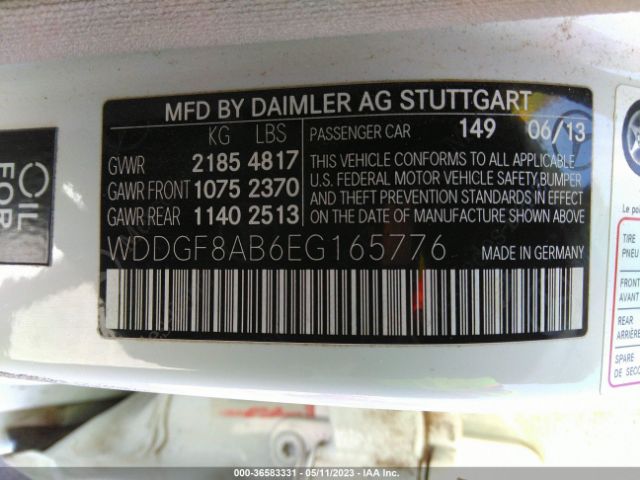 MFD BY DAIMLER AG STUTTGART
KG LBS PASSENGER CAR 149 06/13
GVWR 2185 4817
GAWR FRONT 1075 2370
GAWR REAR 1140 2513
THIS VEHICLE CONFORMS TO ALL APPLICABLE
U.S. FEDERAL MOTOR VEHICLE SAFETY,BUMPER
AND THEFT PREVENTION STANDARDS IN EFFECT
ON THE DATE OF MANUFACTURE SHOWN ABOVE
WDDGF8AB6EG165776 MADE IN GERMANY
OIL
FOR
Le
TIRE
PNEU
FRONT
AVANT
REAR
ARRIÈRE
SPARE
DE
000-36583331 - 05/11/2023 - IAA Inc.